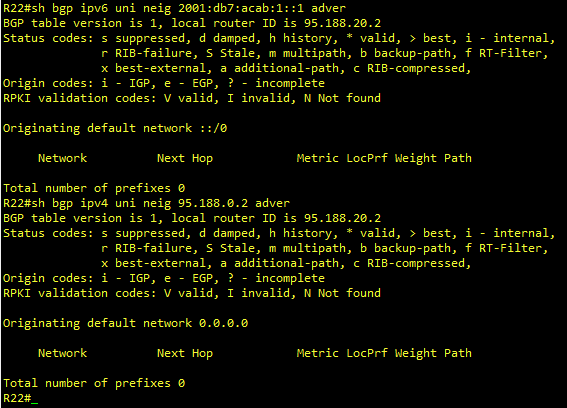 R22#sh bgp ipv6 uni neig 2001:db7:acab:1::1 adver
BGP table version is 1, local router ID is 95.188.20.2
Status codes: s suppressed, d damped, h history, * valid, > best, i - internal,
              r RIB-failure, S Stale, m multipath, b backup-path, f RT-Filter,
              x best-external, a additional-path, c RIB-compressed,
Origin codes: i - IGP, e - EGP, ? - incomplete
RPKI validation codes: V valid, I invalid, N Not found
Originating default network ::/0
     Network          Next Hop            Metric LocPrf Weight Path
Total number of prefixes 0
R22#sh bgp ipv4 uni neig 95.188.0.2 adver
BGP table version is 1, local router ID is 95.188.20.2
Status codes: s suppressed, d damped, h history, * valid, > best, i - internal,
              r RIB-failure, S Stale, m multipath, b backup-path, f RT-Filter,
              x best-external, a additional-path, c RIB-compressed,
Origin codes: i - IGP, e - EGP, ? - incomplete
RPKI validation codes: V valid, I invalid, N Not found
Originating default network 0.0.0.0
     Network          Next Hop            Metric LocPrf Weight Path
Total number of prefixes 0
R22#_